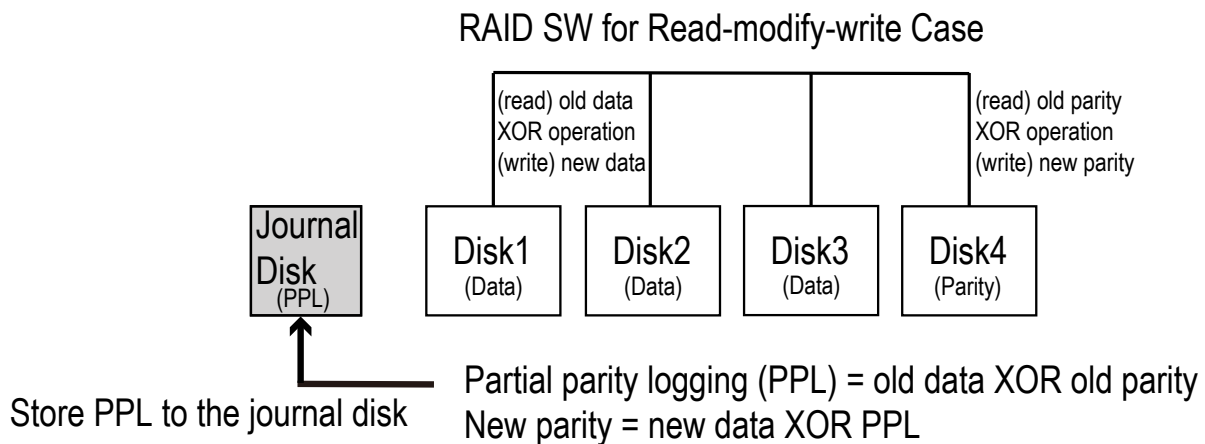 RAID SW for Read-modify-write Case
(read) old data
XOR operation
(write) new data
(read) old parity
XOR operation
(write) new parity
Journal
Disk
(PPL)
Disk1
(Data)
Disk2
(Data)
Disk3
(Data)
Disk4
(Parity)
Store PPL to the journal disk
Partial parity logging (PPL) = old data XOR old parity
New parity = new data XOR PPL